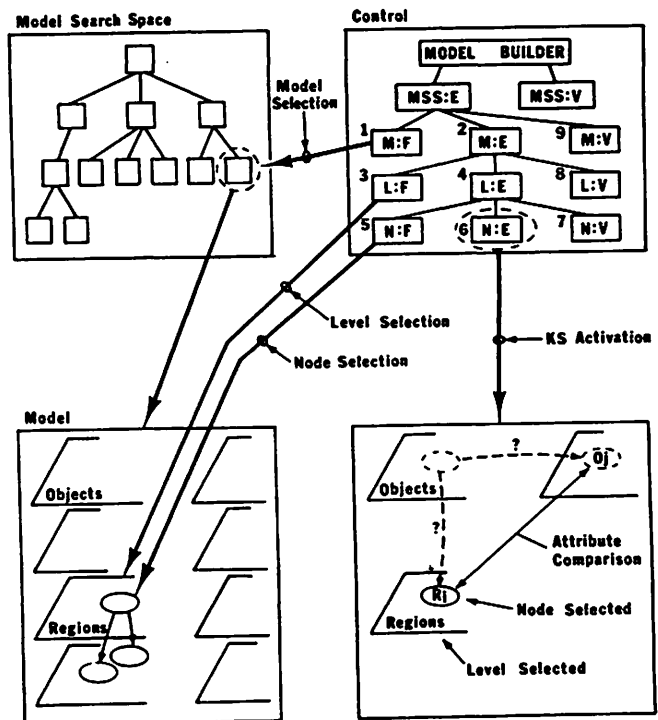 Model Search Space
Control
MODEL BUILDER
MSS:E
MSS:V
Model
Selection
1
M:F
2
M:E
9
M:V
3
L:F
4
L:E
8
L:V
5
N:F
6
N:E
7
N:V
Level Selection
Node Selection
KS Activation
Model
Objects
Regions
?
Oj
Objects
?
Attribute
Comparison
Ri
Node Selected
Regions
Level Selected